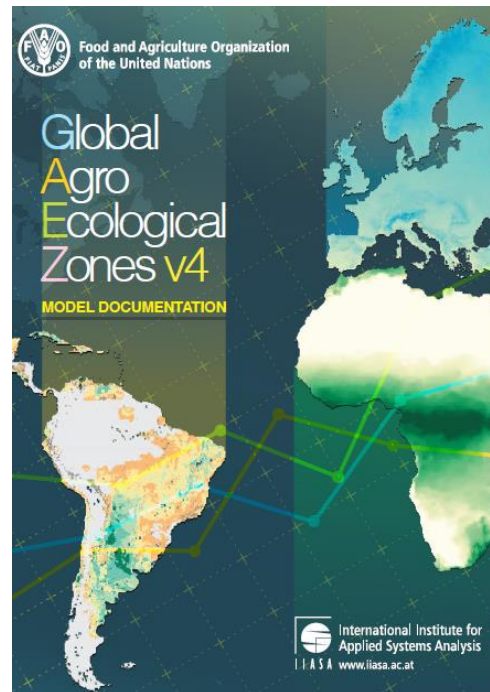 FAO
FIAT PANIS
Food and Agriculture Organization
of the United Nations
Global
Agro
Ecological
Zones v4
MODEL DOCUMENTATION
IIASA
International Institute for
Applied Systems Analysis
www.iiasa.ac.at